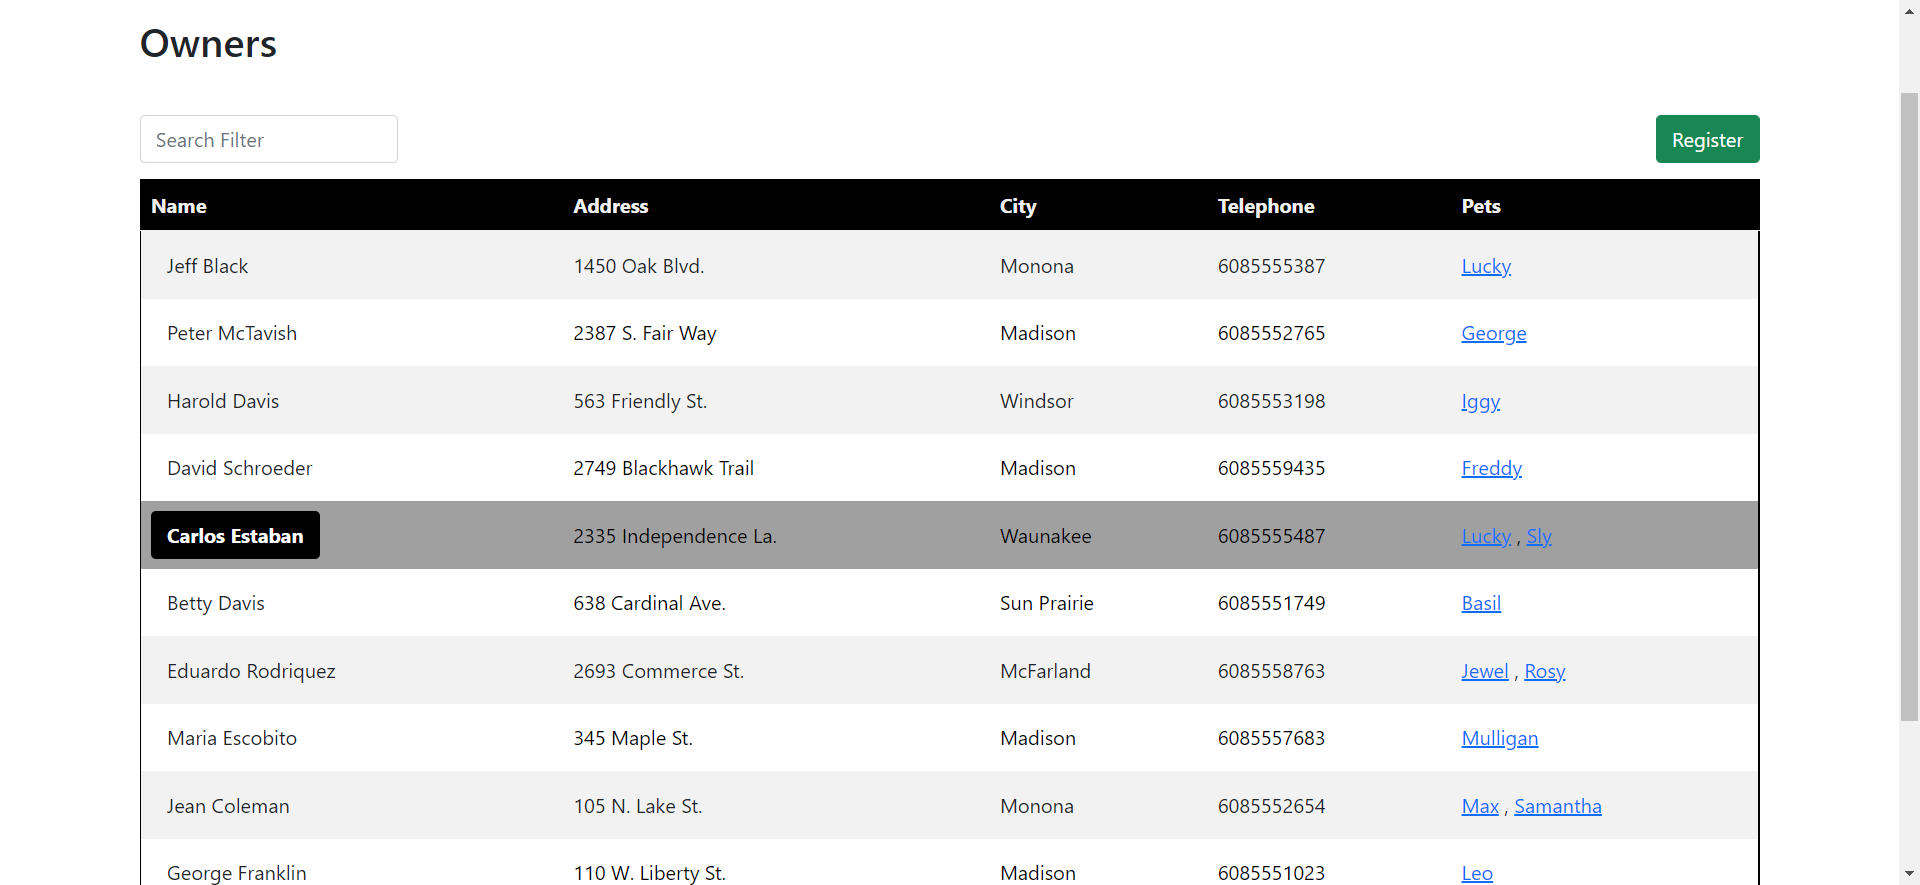 Owners
Search Filter
Register
Name Address City Telephone Pets
Jeff Black 1450 Oak Blvd. Monona 6085555387 Lucky
Peter McTavish 2387 S. Fair Way Madison 6085552765 George
Harold Davis 563 Friendly St. Windsor 6085553198 Iggy
David Schroeder 2749 Blackhawk Trail Madison 6085559435 Freddy
Carlos Estaban 2335 Independence La. Waunakee 6085555487 Lucky , Sly
Betty Davis 638 Cardinal Ave. Sun Prairie 6085551749 Basil
Eduardo Rodriquez 2693 Commerce St. McFarland 6085558763 Jewel , Rosy
Maria Escobito 345 Maple St. Madison 6085557683 Mulligan
Jean Coleman 105 N. Lake St. Monona 6085552654 Max , Samantha
George Franklin 110 W. Liberty St. Madison 6085551023 Leo